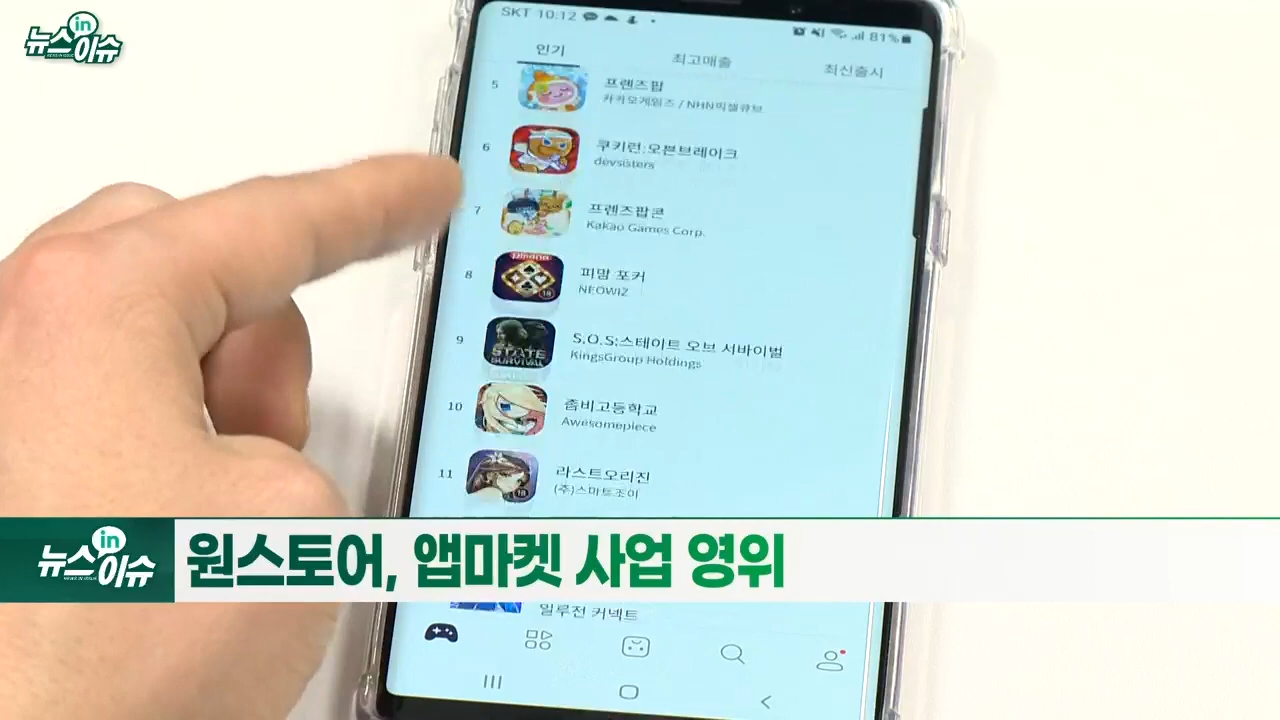 뉴스in이슈
SKT 10:12
81%
인기
최고매출
최신출시
5
프렌즈팝
카카오게임즈 / NHN픽셀큐브
6
쿠키런:오븐브레이크
devsisters
7
프렌즈팝콘
Kakao Games Corp.
8
피망 포커
NEOWIZ
9
STATE
SURVIVAL
S.O.S:스테이트 오브 서바이벌
KingsGroup Holdings
10
좀비고등학교
Awesomepiece
11
라스트오리진
(주)스마트조이
뉴스in이슈
원스토어, 앱마켓 사업 영위
일루전 커넥트